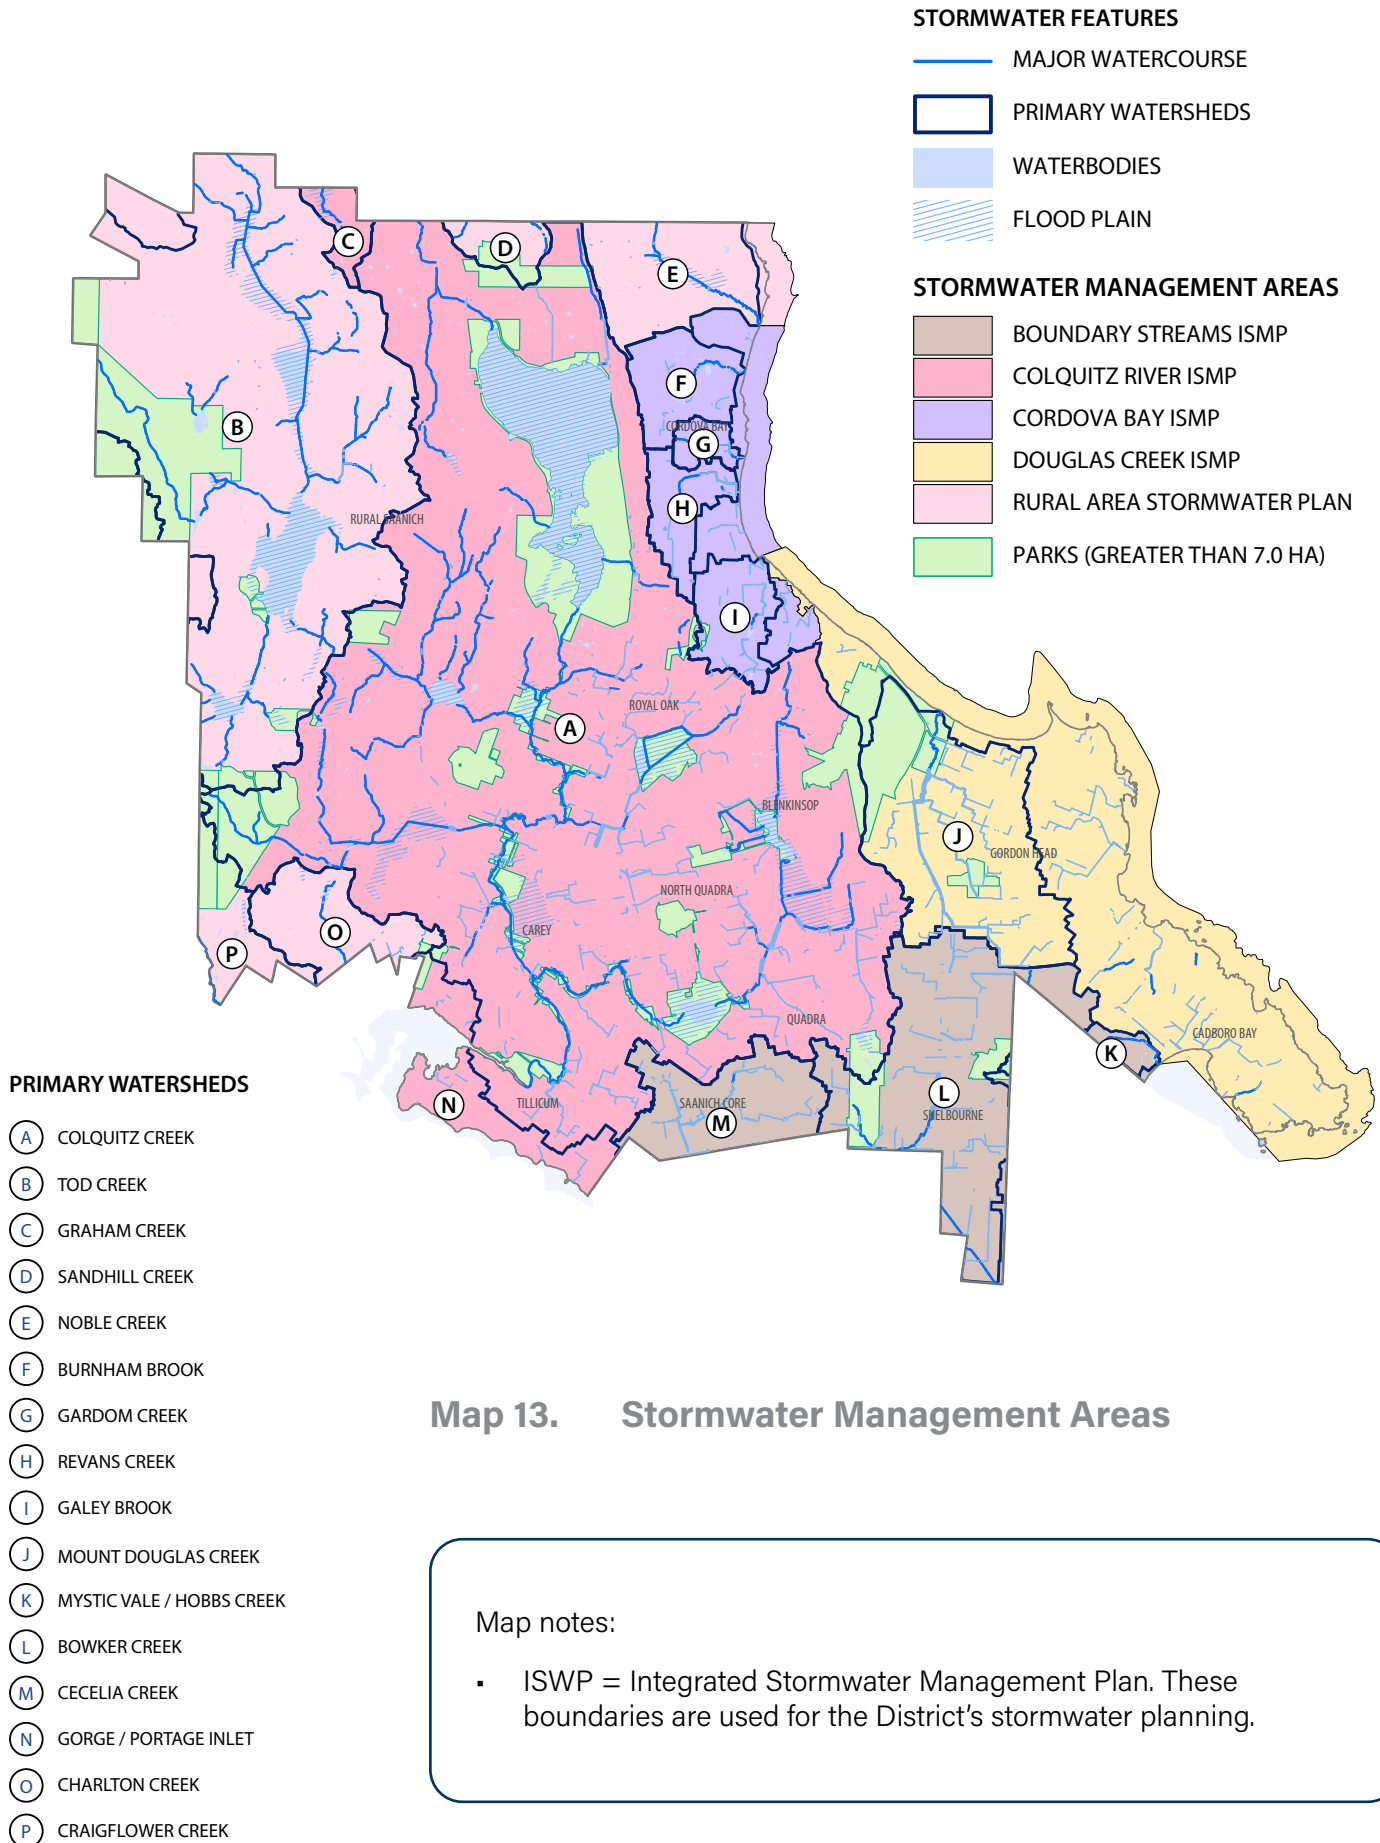 STORMWATER FEATURES
MAJOR WATERCOURSE
PRIMARY WATERSHEDS
WATERBODIES
FLOOD PLAIN
STORMWATER MANAGEMENT AREAS
BOUNDARY STREAMS ISMP
COLQUITZ RIVER ISMP
CORDOVA BAY ISMP
DOUGLAS CREEK ISMP
RURAL AREA STORMWATER PLAN
PARKS (GREATER THAN 7.0 HA)
C
D
E
F
B
CORDOVA BAY
G
H
RURAL SAANICH
I
ROYAL OAK
A
BLENKINSOP
J
GORDON HEAD
NORTH QUADRA
CAREY
O
P
QUADRA
CADBORO BAY
K
L
SHELBOURNE
N
TILLICUM
SAANICH CORE
M
PRIMARY WATERSHEDS
A COLQUITZ CREEK
B TOD CREEK
C GRAHAM CREEK
D SANDHILL CREEK
E NOBLE CREEK
F BURNHAM BROOK
G GARDOM CREEK
H REVANS CREEK
I GALEY BROOK
J MOUNT DOUGLAS CREEK
K MYSTIC VALE / HOBBS CREEK
L BOWKER CREEK
M CECELIA CREEK
N GORGE / PORTAGE INLET
O CHARLTON CREEK
P CRAIGFLOWER CREEK
Map 13. Stormwater Management Areas
Map notes:
▪ ISWP = Integrated Stormwater Management Plan. These
boundaries are used for the District's stormwater planning.